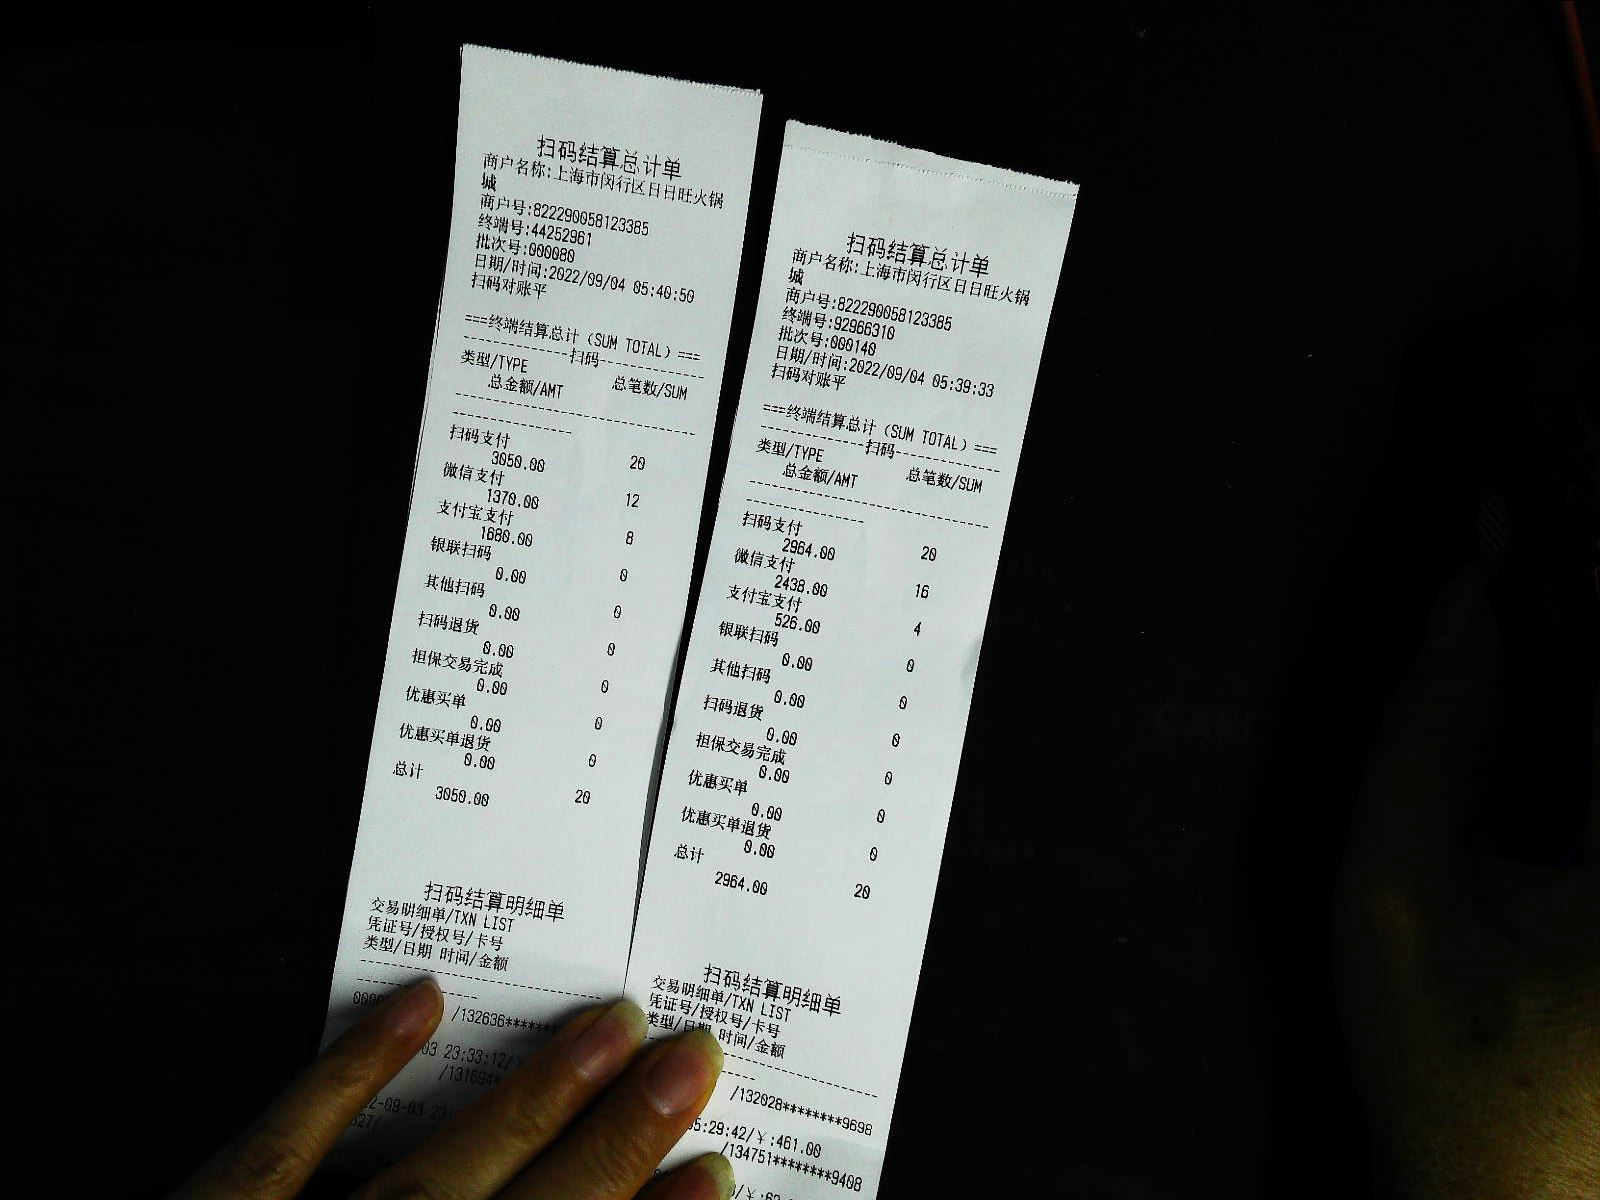 扫码结算总计单
商户名称:上海市闵行区日日旺火锅
城
商户号:822290058123385
终端号:44252961
批次号:000080
日期/时间:2022/09/04 05:40:50
扫码对账平
===终端结算总计（SUM TOTAL）===
----------------扫码----------------
类型/TYPE
总金额/AMT 总笔数/SUM
扫码支付
3050.00 20
微信支付
1370.00 12
支付宝支付
1680.00 8
银联扫码
0.00 0
其他扫码
0.00 0
扫码退货
0.00 0
担保交易完成
0.00 0
优惠买单
0.00 0
优惠买单退货
0.00 0
总计
3050.00 20
扫码结算明细单
交易明细单/TXN LIST
凭证号/授权号/卡号
类型/日期 时间/金额
/132636*******
03 23:33:12/
/131694*
-09-03
扫码结算总计单
商户名称:上海市闵行区日日旺火锅
城
商户号:822290058123385
终端号:92966310
批次号:000140
日期/时间:2022/09/04 05:39:33
扫码对账平
===终端结算总计（SUM TOTAL）===
----------------扫码----------------
类型/TYPE
总金额/AMT 总笔数/SUM
扫码支付
2964.00 20
微信支付
2438.00 16
支付宝支付
526.00 4
银联扫码
0.00 0
其他扫码
0.00 0
扫码退货
0.00 0
担保交易完成
0.00 0
优惠买单
0.00 0
优惠买单退货
0.00 0
总计
2964.00 20
扫码结算明细单
交易明细单/TXN LIST
凭证号/授权号/卡号
类型/日期 时间/金额
/132028********9698
5:29:42/¥:461.00
/134751********9408